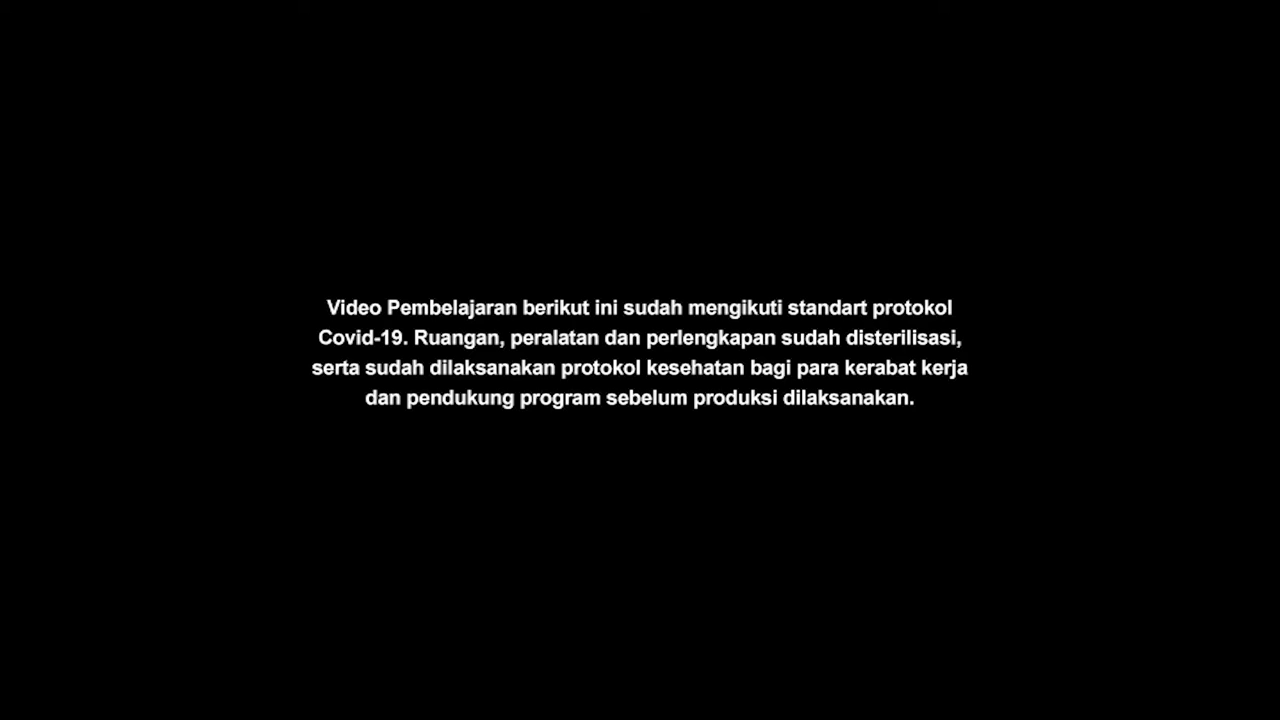 Video Pembelajaran berikut ini sudah mengikuti standart protokol
Covid-19. Ruangan, peralatan dan perlengkapan sudah disterilisasi,
serta sudah dilaksanakan protokol kesehatan bagi para kerabat kerja
dan pendukung program sebelum produksi dilaksanakan.